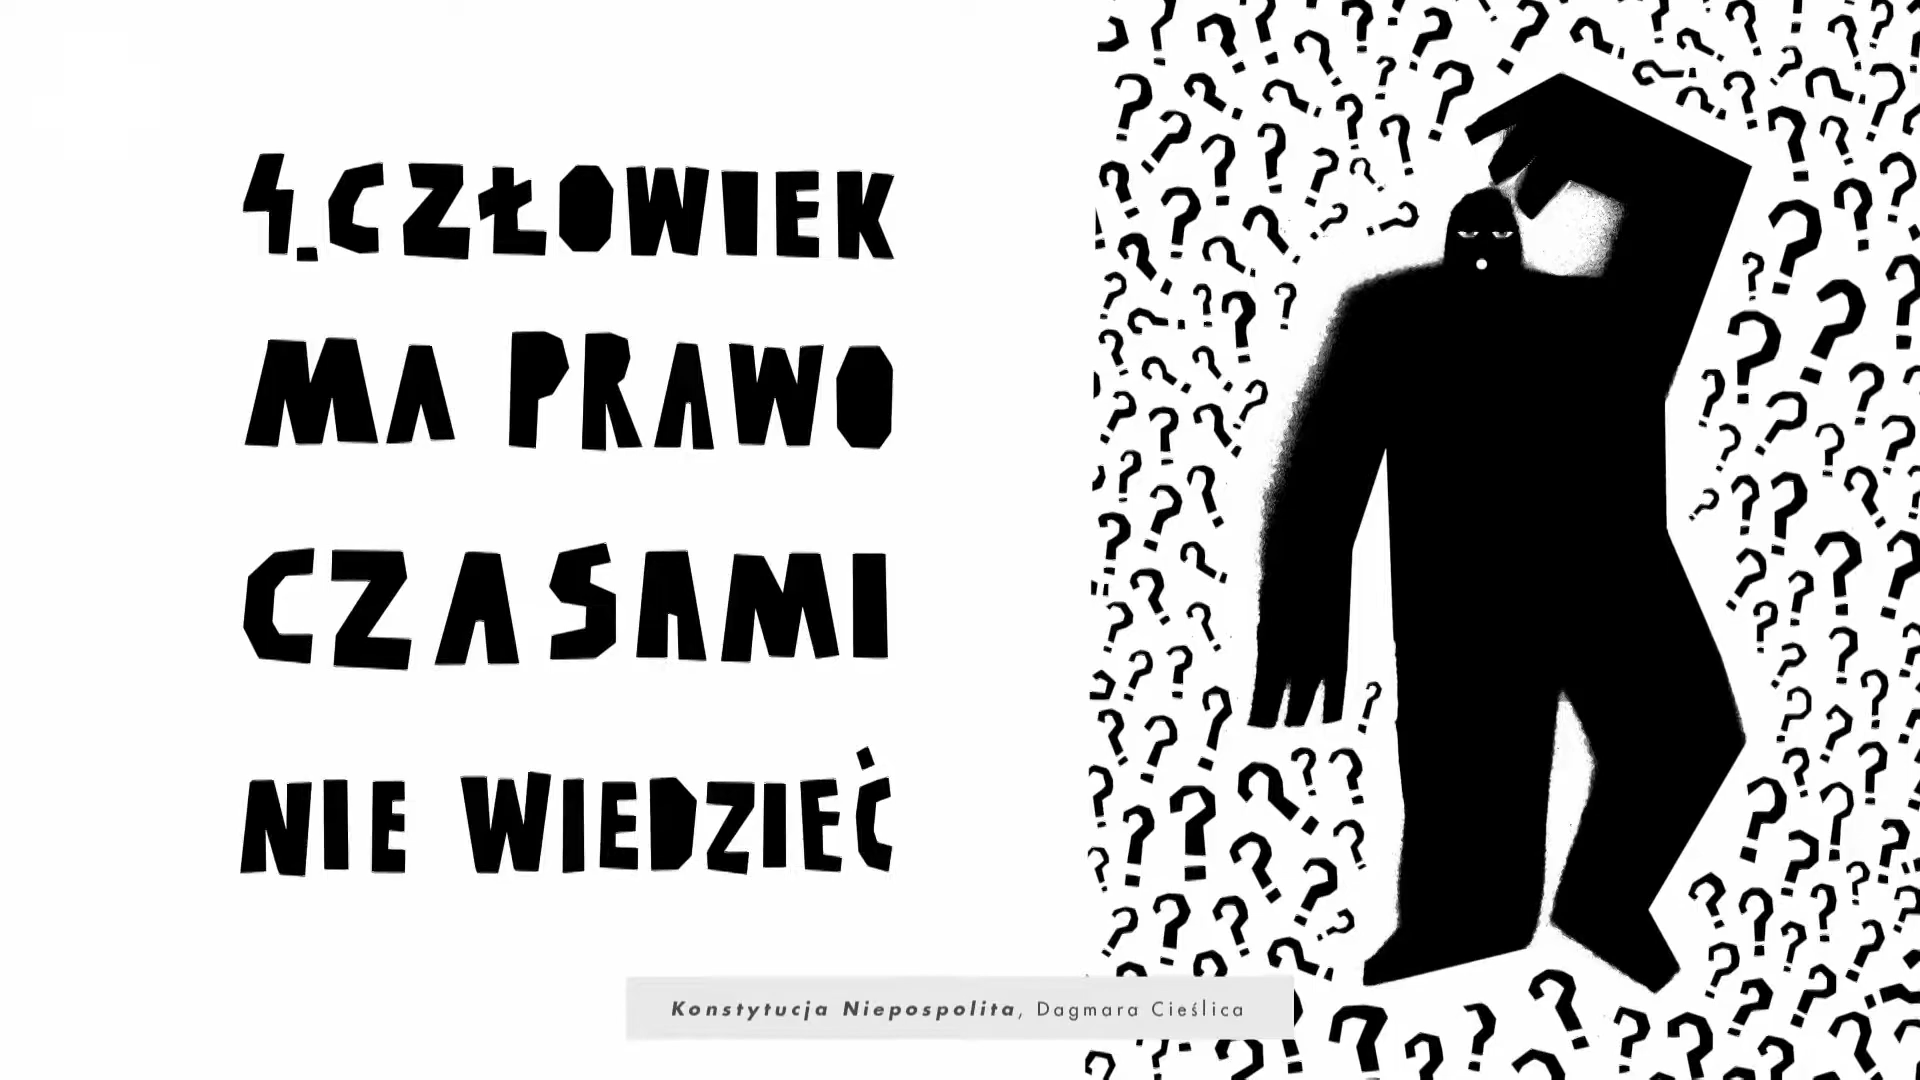 4. CZŁOWIEK
MA PRAWO
CZASAMI
NIE WIEDZIEĆ
Konstytucja Niepospolita, Dagmara Cieślica